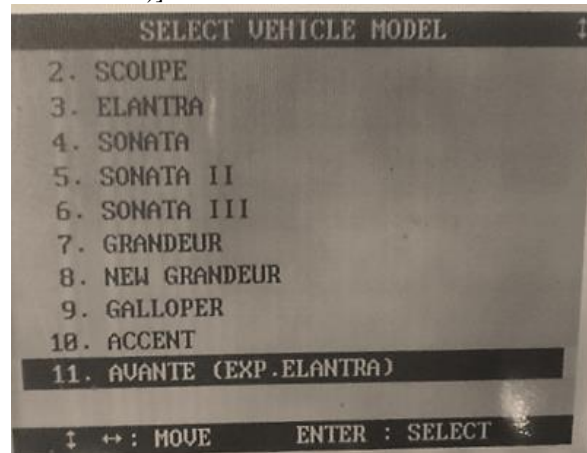 SELECT VEHICLE MODEL ↕
2. SCOUPE
3. ELANTRA
4. SONATA
5. SONATA II
6. SONATA III
7. GRANDEUR
8. NEW GRANDEUR
9. GALLOPER
10. ACCENT
11. AVANTE (EXP.ELANTRA)
↕ ↔: MOVE ENTER : SELECT